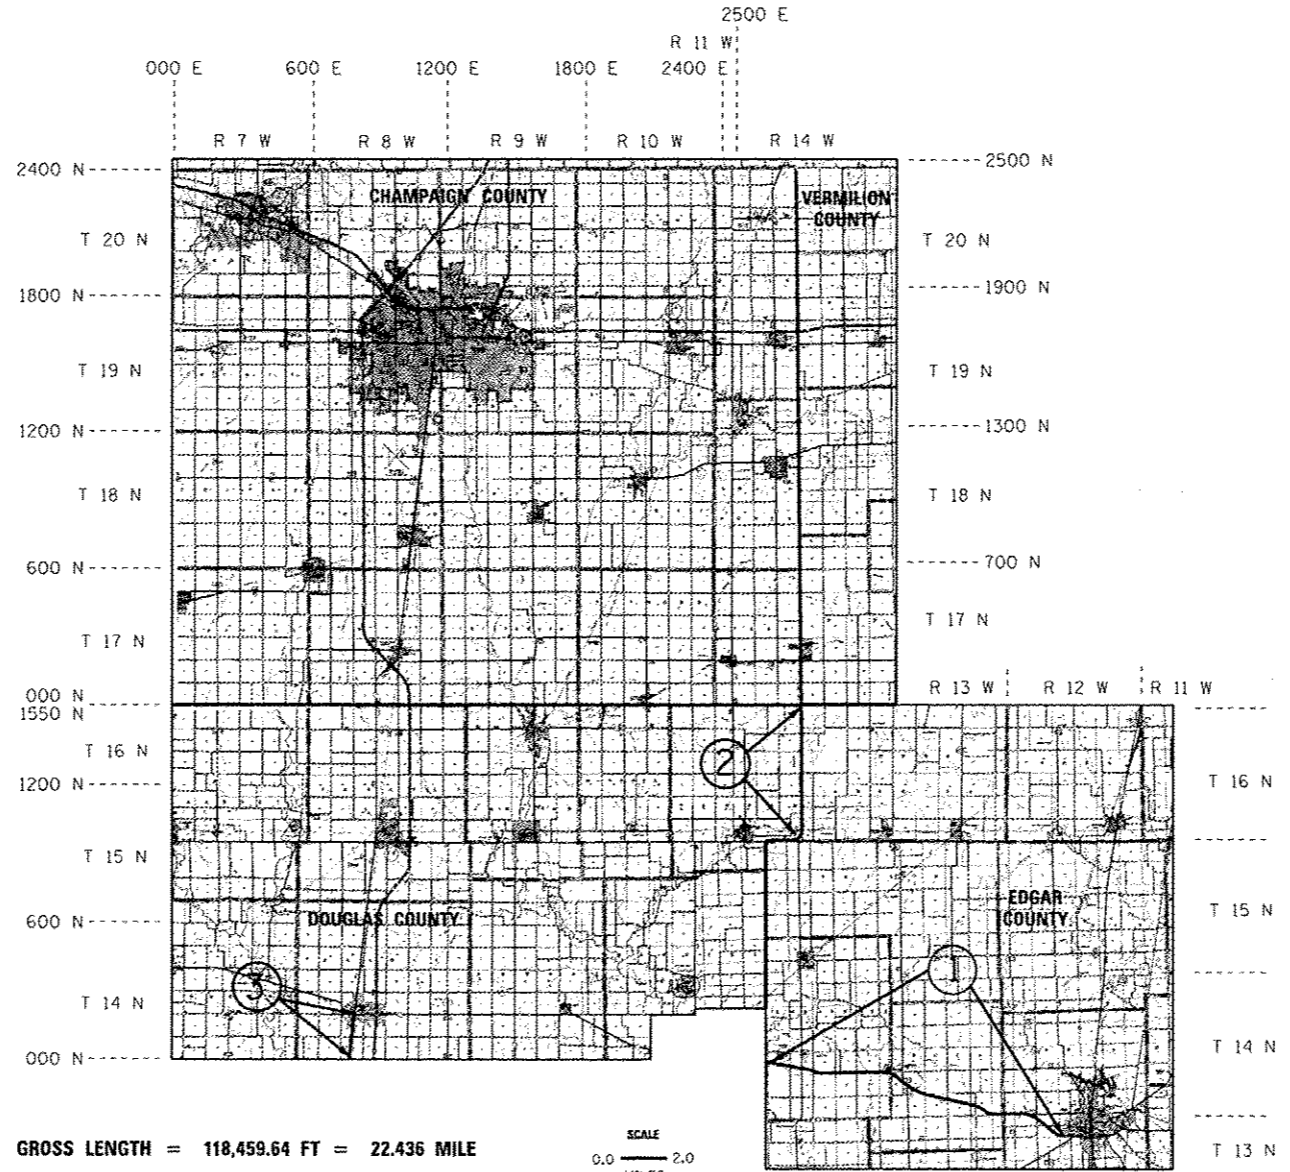 2500 E
R 11 W
000 E 600 E 1200 E 1800 E 2400 E
R 7 W R 8 W R 9 W R 10 W R 14 W
2400 N 2500 N
CHAMPAIGN COUNTY VERMILION
COUNTY
T 20 N T 20 N
1800 N 1900 N
T 19 N T 19 N
1200 N 1300 N
T 18 N T 18 N
600 N 700 N
T 17 N T 17 N
000 N R 13 W R 12 W R 11 W
1550 N
T 16 N 2
1200 N T 16 N
T 15 N
EDGAR
COUNTY T 15 N
600 N DOUGLAS COUNTY
1
3
T 14 N
T 14 N
000 N
SCALE
GROSS LENGTH = 118,459.64 FT = 22.436 MILE
0.0 2.0
T 13 N